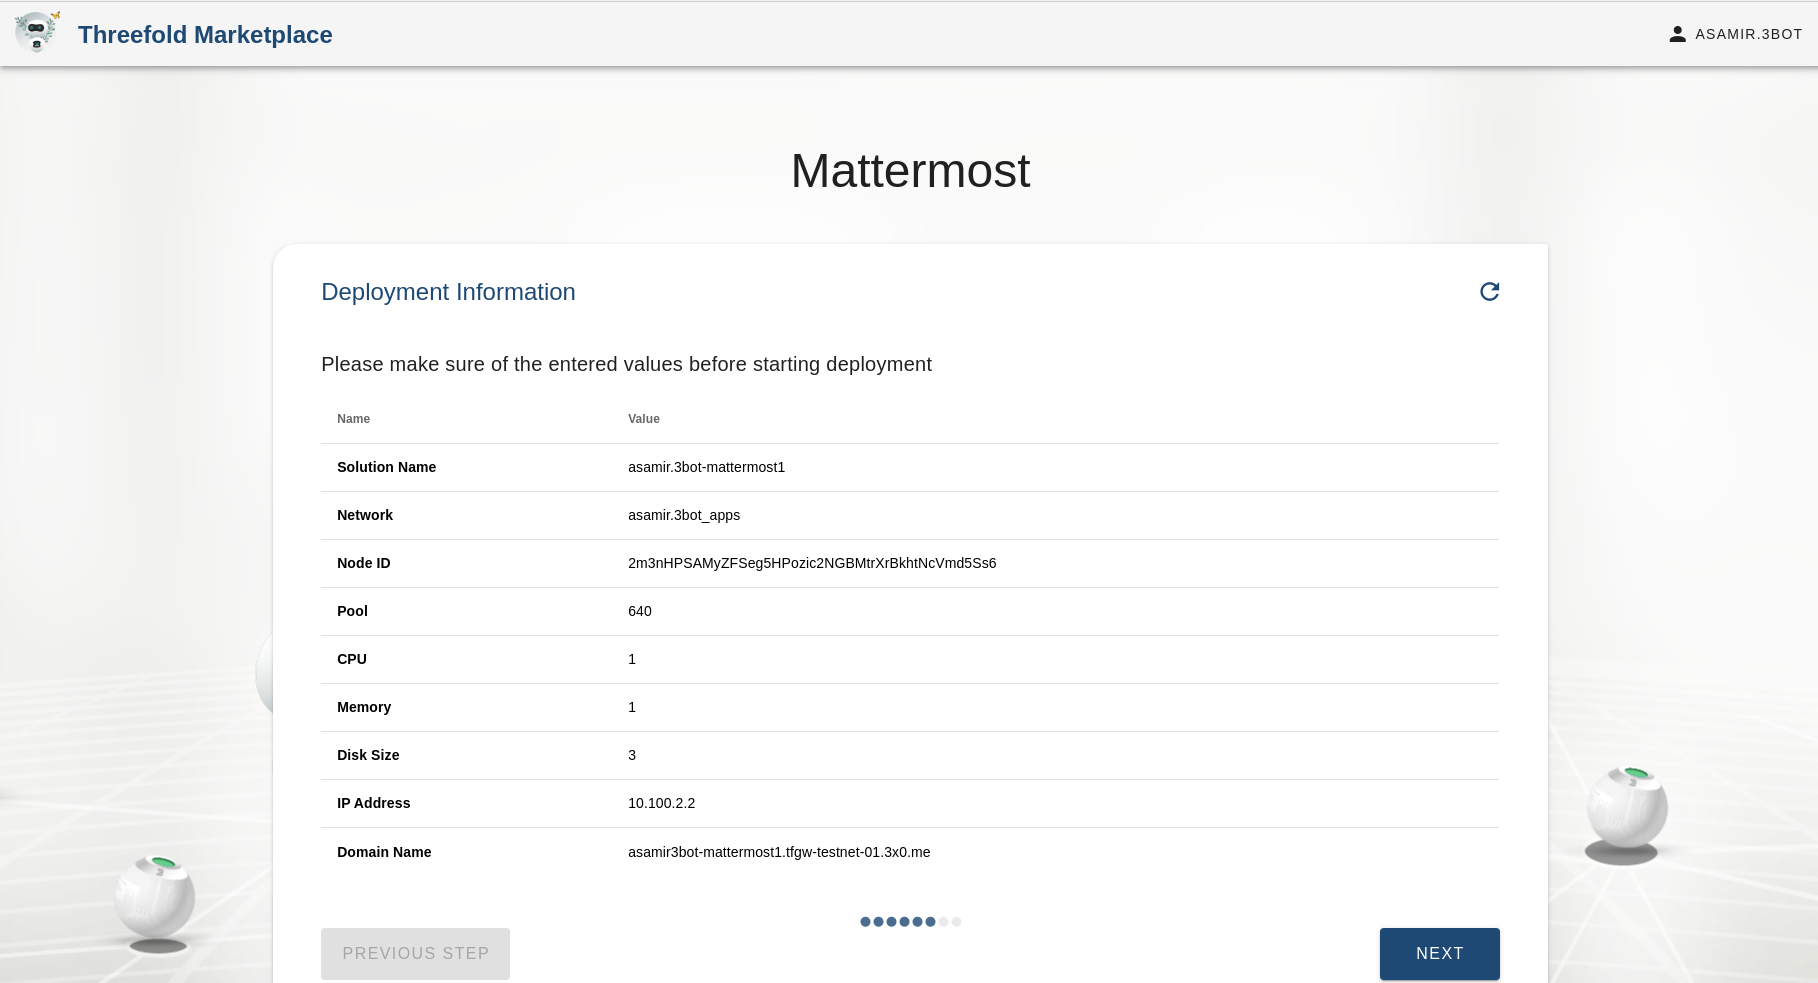 Threefold Marketplace
ASAMIR.3BOT
Mattermost
Deployment Information
Please make sure of the entered values before starting deployment
Name Value
Solution Name asamir.3bot-mattermost1
Network asamir.3bot_apps
Node ID 2m3nHPSAMyZFSeg5HPozic2NGBMtrXrBkhtNcVmd5Ss6
Pool 640
CPU 1
Memory 1
Disk Size 3
IP Address 10.100.2.2
Domain Name asamir3bot-mattermost1.tfgw-testnet-01.3x0.me
PREVIOUS STEP
NEXT